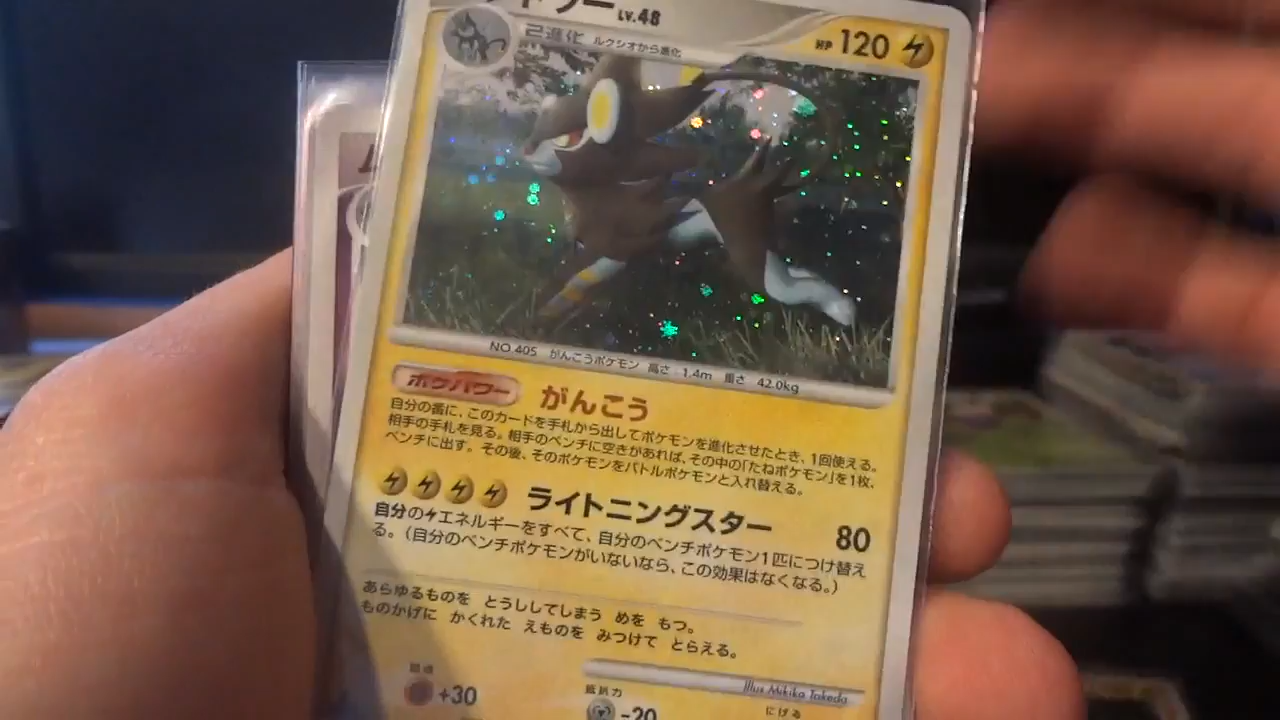 LV.48
HP 120
己進化 ルクシオから進化
NO.405 がんこうポケモン 高さ 1.4m 重さ 42.0kg
ポケパワー がんこう
自分の番に、このカードを手札から出してポケモンを進化させたとき、1回使える。
相手の手札を見る。相手のベンチに空きがあれば、その中の「たねポケモン」を1枚、
ベンチに出す。その後、そのポケモンをバトルポケモンと入れ替える。
ライトニングスター 80
自分のエネルギーをすべて、自分のベンチポケモン1匹につけ替え
る。(自分のベンチポケモンがいないなら、この効果はなくなる。)
あらゆるものを とうししてしまう めを もつ。
ものかげに かくれた えものを みつけて とらえる。
Illus. Mikika Takeda
弱点 +30
抵抗力 -20
にげる